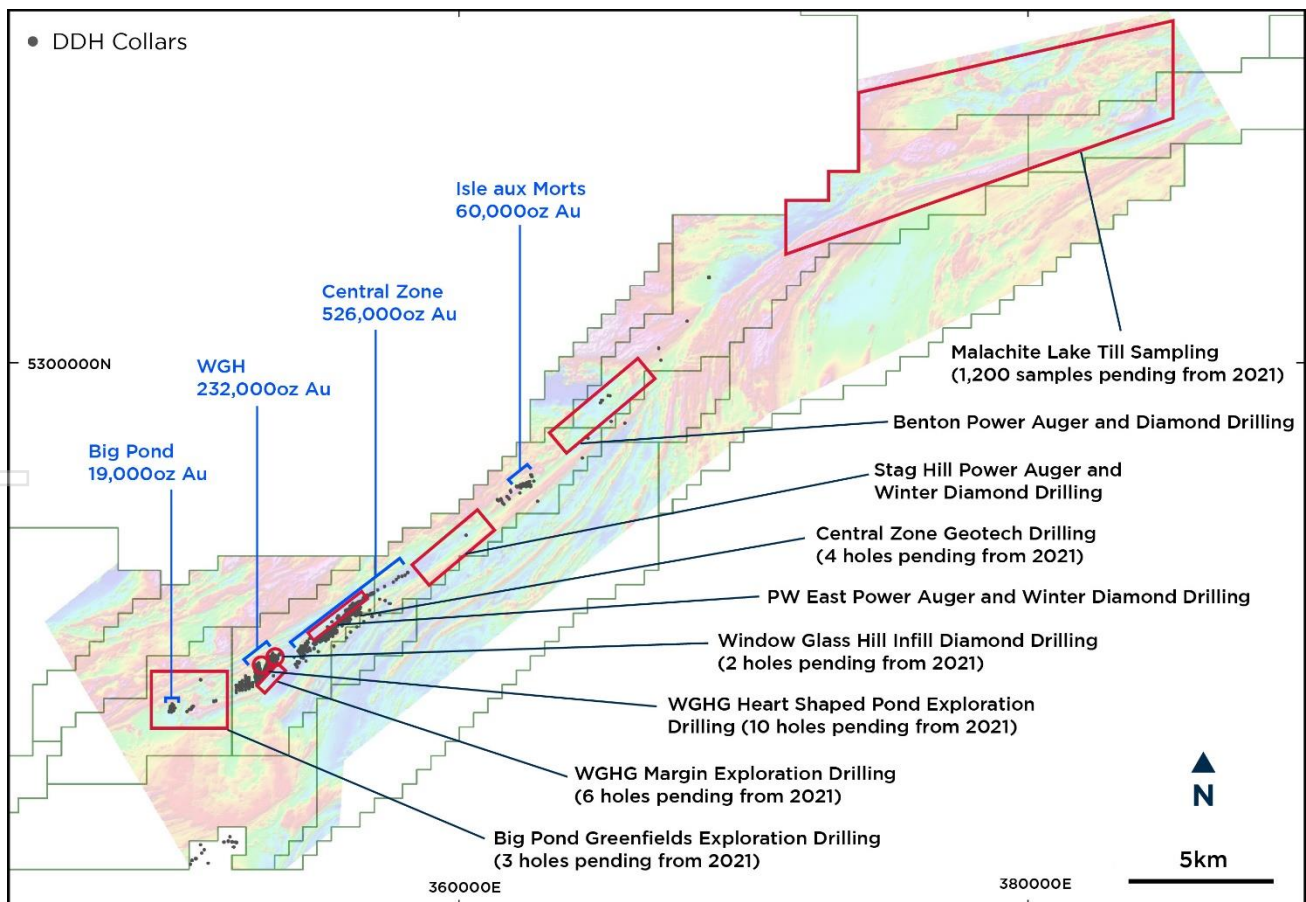 DDH Collars
Isle aux Morts
60,000oz Au
Central Zone
526,000oz Au
5300000N
Malachite Lake Till Sampling
(1,200 samples pending from 2021)
WGH
232,000oz Au
Benton Power Auger and Diamond Drilling
Big Pond
19,000oz Au
Stag Hill Power Auger and
Winter Diamond Drilling
Central Zone Geotech Drilling
(4 holes pending from 2021)
PW East Power Auger and Winter Diamond Drilling
Window Glass Hill Infill Diamond Drilling
(2 holes pending from 2021)
WGHG Heart Shaped Pond Exploration
Drilling (10 holes pending from 2021)
WGHG Margin Exploration Drilling
(6 holes pending from 2021)
N
Big Pond Greenfields Exploration Drilling
(3 holes pending from 2021)
5km
360000E
380000E